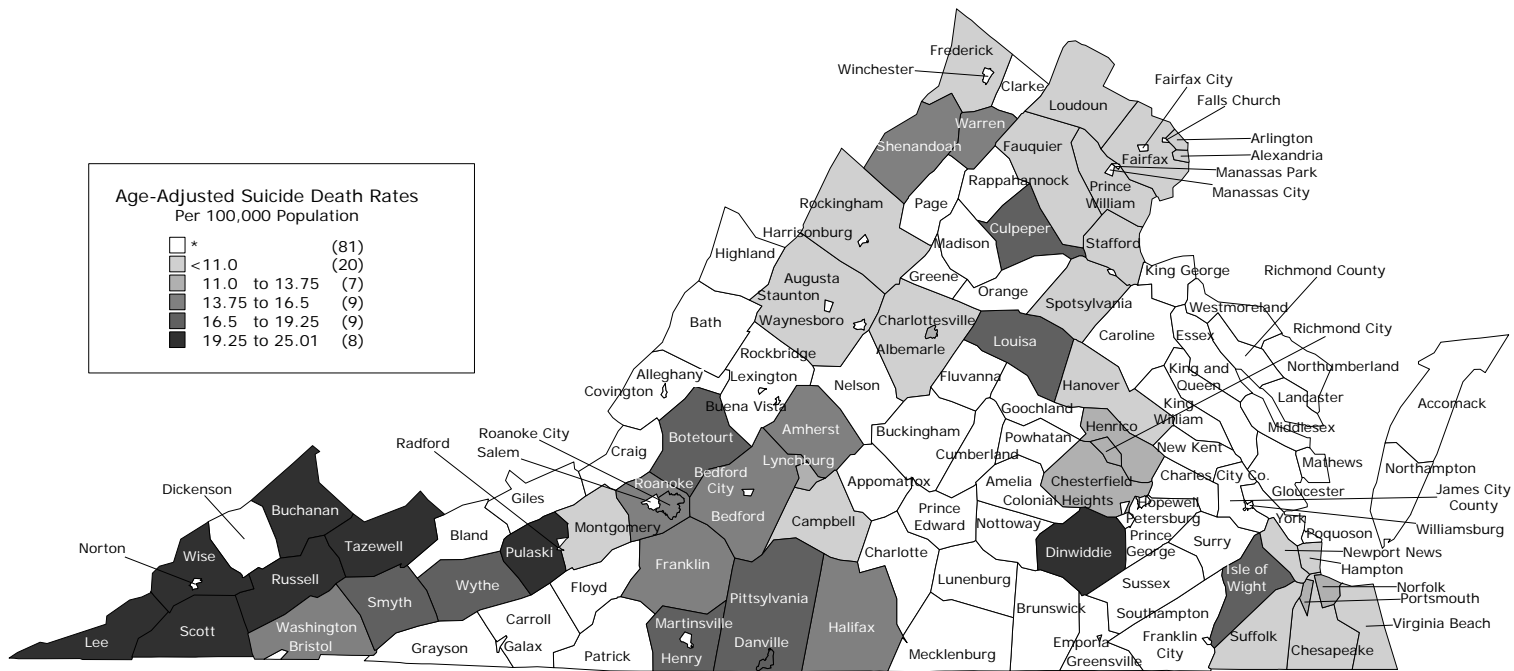 Age-Adjusted Suicide Death Rates
Per 100,000 Population
* (81)
<11.0 (20)
11.0 to 13.75 (7)
13.75 to 16.5 (9)
16.5 to 19.25 (9)
19.25 to 25.01 (8)
Frederick
Winchester
Clarke
Fairfax City
Loudoun
Falls Church
Warren
Shenandoah
Fauquier
Arlington
Fairfax
Alexandria
Manassas Park
Manassas City
Rappahannock
Prince
William
Page
Rockingham
Harrisonburg
Culpeper
Madison
Stafford
Highland
King George
Richmond County
Augusta
Greene
Staunton
Orange
Spotsylvania
Westmoreland
Bath
Waynesboro
Charlottesville
Richmond City
Caroline
Essex
Louisa
Albemarle
Rockbridge
Northumberland
King and
Queen
Alleghany
Lexington
Fluvanna
Covington
Nelson
Hanover
Lancaster
Buena Vista
Goochland
King
William
Accomack
Amherst
Henrico
Middlesex
Botetourt
Buckingham
Powhatan
Radford
Roanoke City
Salem
Craig
Cumberland
New Kent
Lynchburg
Mathews
Northampton
Bedford
City
Roanoke
Charles City Co.
Dickenson
Giles
Appomattox
Amelia
Chesterfield
Gloucester
James City
County
Colonial Heights
Hopewell
Buchanan
Bedford
Campbell
Prince
Edward
Petersburg
York
Williamsburg
Montgomery
Bland
Nottoway
Poquoson
Norton
Tazewell
Prince
George
Surry
Wise
Pulaski
Charlotte
Dinwiddie
Newport News
Hampton
Franklin
Isle of
Wight
Russell
Wythe
Floyd
Lunenburg
Sussex
Norfolk
Portsmouth
Smyth
Pittsylvania
Brunswick
Southampton
Carroll
Martinsville
Virginia Beach
Washington
Bristol
Halifax
Scott
Lee
Danville
Emporia
Franklin
City
Suffolk
Grayson
Galax
Patrick
Henry
Mecklenburg
Greensville
Chesapeake